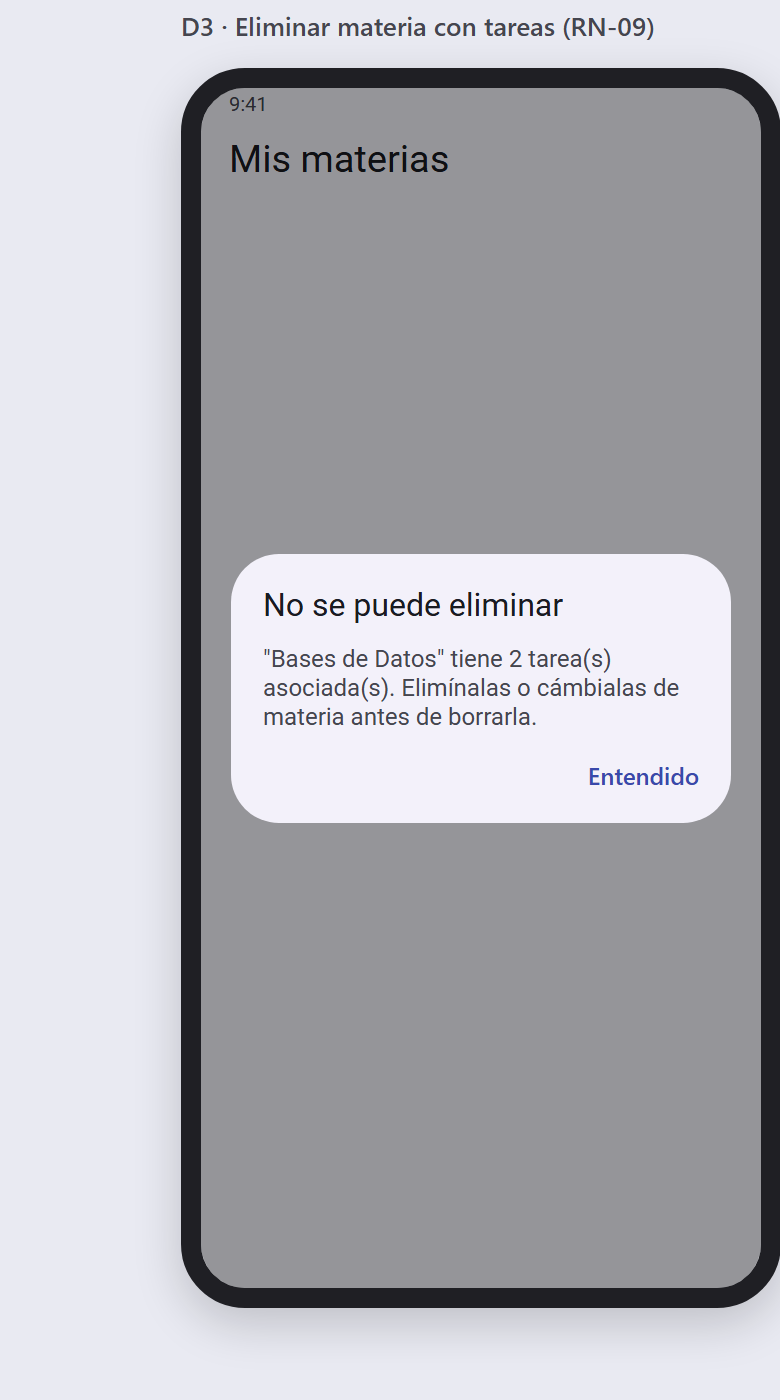 D3 · Eliminar materia con tareas (RN-09)
9:41
Mis materias
No se puede eliminar
"Bases de Datos" tiene 2 tarea(s)
asociada(s). Elimínalas o cámbialas de
materia antes de borrarla.
Entendido